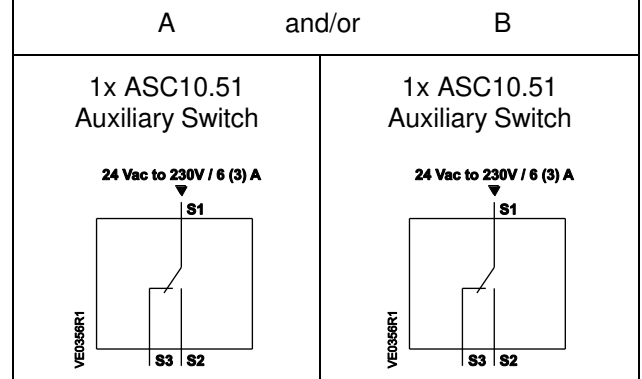 A and/or B
1x ASC10.51
Auxiliary Switch
24 Vac to 230V / 6 (3) A
S1
VE0356R1
S3 S2
1x ASC10.51
Auxiliary Switch
24 Vac to 230V / 6 (3) A
S1
VE0356R1
S3 S2